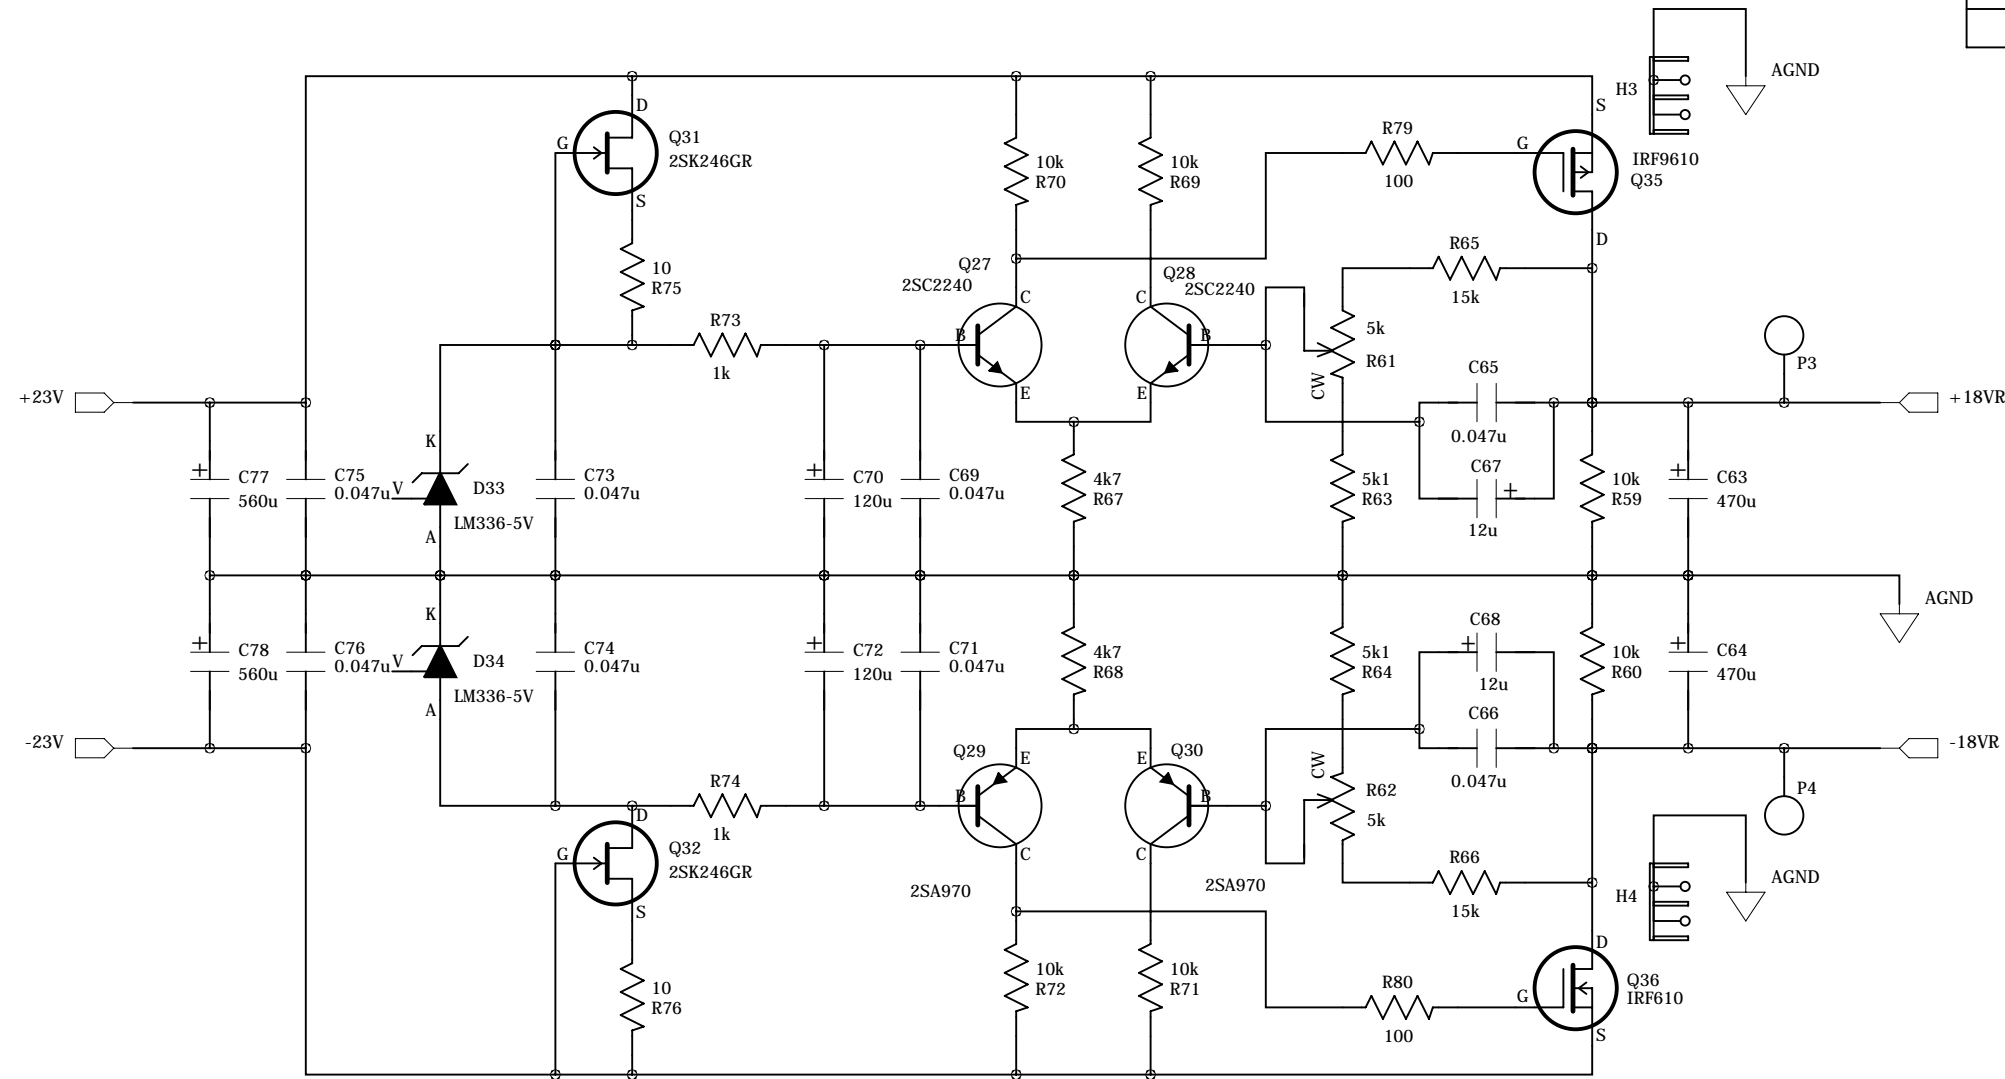 H3
AGND
D
Q31
2SK246GR
G
S
10k
R70
10k
R69
R79
100
S
G
IRF9610
Q35
D
10
R75
Q27
2SC2240
Q28
2SC2240
R65
15k
R73
1k
B
C
E
C
E
B
5k
R61
CW
P3
+23V
C65
0.047u
+18VR
K
V
D33
LM336-5V
A
+
C77
560u
C75
0.047u
C73
0.047u
+
C70
120u
C69
0.047u
4k7
R67
5k1
R63
C67
+
12u
10k
R59
+
C63
470u
AGND
K
V
D34
LM336-5V
A
+
C78
560u
C76
0.047u
C74
0.047u
+
C72
120u
C71
0.047u
4k7
R68
5k1
R64
C68
+
12u
10k
R60
+
C64
470u
-23V
C66
0.047u
-18VR
R74
1k
Q29
B
E
C
2SA970
Q30
E
B
C
2SA970
CW
R62
5k
P4
D
G
Q32
2SK246GR
S
R66
15k
H4
AGND
10
R76
10k
R72
10k
R71
R80
100
D
G
Q36
IRF610
S